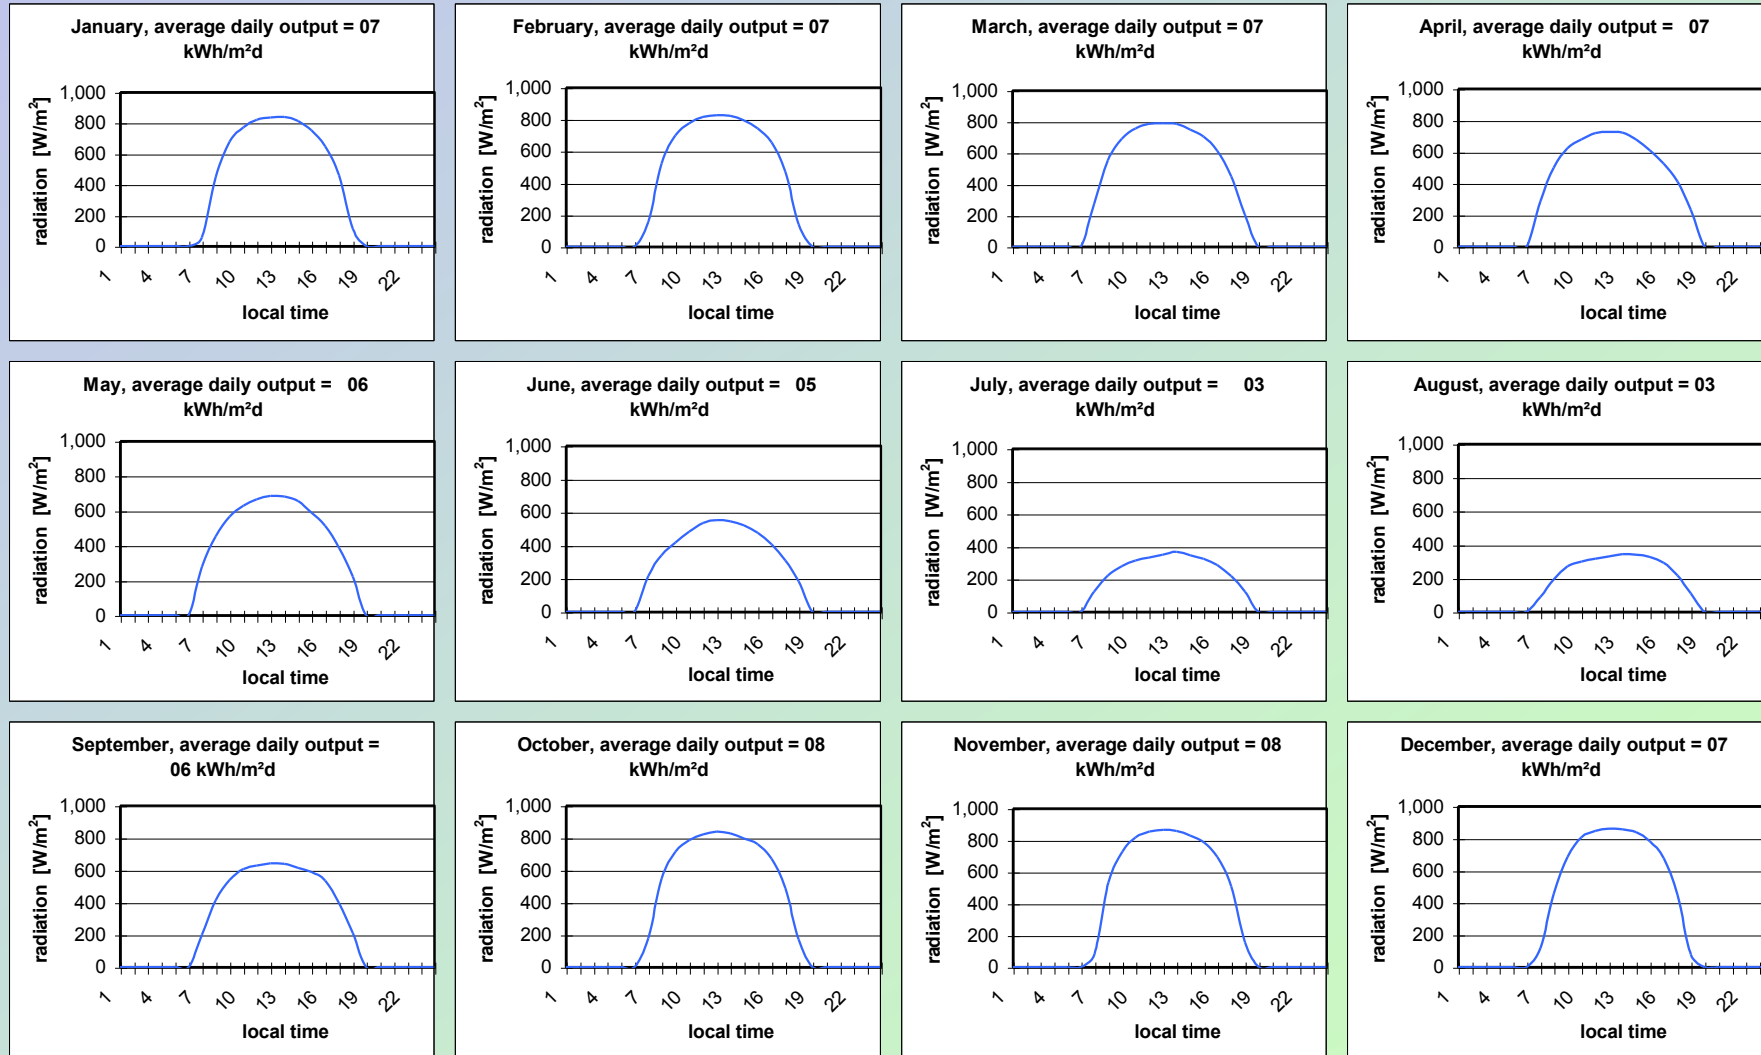 January, average daily output = 07
kWh/m²d
1,000
800
600
400
200
0
radiation [W/m²]
1 4 7 10 13 16 19 22
local time
February, average daily output = 07
kWh/m²d
1,000
800
600
400
200
0
radiation [W/m²]
1 4 7 10 13 16 19 22
local time
March, average daily output = 07
kWh/m²d
1,000
800
600
400
200
0
radiation [W/m²]
1 4 7 10 13 16 19 22
local time
April, average daily output = 07
kWh/m²d
1,000
800
600
400
200
0
radiation [W/m²]
1 4 7 10 13 16 19 22
local time
May, average daily output = 06
kWh/m²d
1,000
800
600
400
200
0
radiation [W/m²]
1 4 7 10 13 16 19 22
local time
June, average daily output = 05
kWh/m²d
1,000
800
600
400
200
0
radiation [W/m²]
1 4 7 10 13 16 19 22
local time
July, average daily output = 03
kWh/m²d
1,000
800
600
400
200
0
radiation [W/m²]
1 4 7 10 13 16 19 22
local time
August, average daily output = 03
kWh/m²d
1,000
800
600
400
200
0
radiation [W/m²]
1 4 7 10 13 16 19 22
local time
September, average daily output =
06 kWh/m²d
1,000
800
600
400
200
0
radiation [W/m²]
1 4 7 10 13 16 19 22
local time
October, average daily output = 08
kWh/m²d
1,000
800
600
400
200
0
radiation [W/m²]
1 4 7 10 13 16 19 22
local time
November, average daily output = 08
kWh/m²d
1,000
800
600
400
200
0
radiation [W/m²]
1 4 7 10 13 16 19 22
local time
December, average daily output = 07
kWh/m²d
1,000
800
600
400
200
0
radiation [W/m²]
1 4 7 10 13 16 19 22
local time